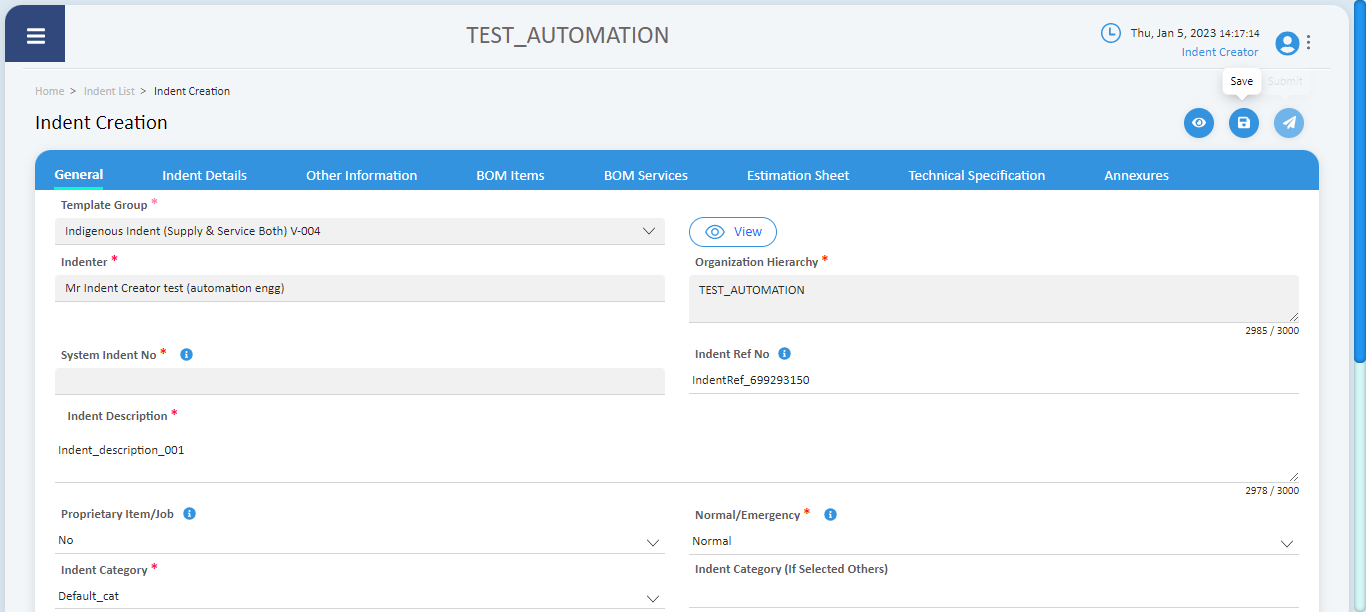 TEST_AUTOMATION
Thu, Jan 5, 2023 14:17:14
Indent Creator
Home > Indent List > Indent Creation
Save Submit
Indent Creation
General Indent Details Other Information BOM Items BOM Services Estimation Sheet Technical Specification Annexures
Template Group *
Indigenous Indent (Supply & Service Both) V-004
View
Indenter *
Organization Hierarchy *
Mr Indent Creator test (automation engg)
TEST_AUTOMATION
2985 / 3000
System Indent No *
Indent Ref No
IndentRef_699293150
Indent Description *
Indent_description_001
2978 / 3000
Proprietary Item/Job
Normal/Emergency *
No
Normal
Indent Category *
Indent Category (If Selected Others)
Default_cat